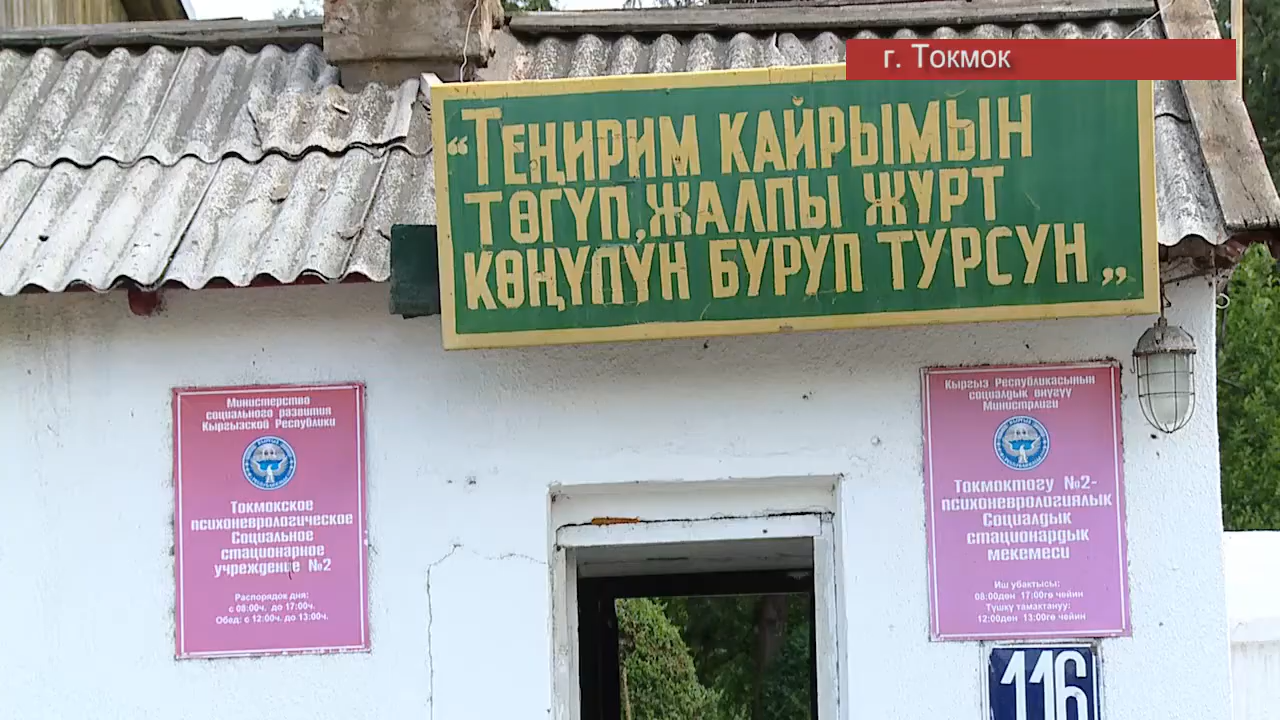 г. Токмок
“Теңирим кайрымын
төгүп, жалпы журт
көңүлүн буруп турсун”
Министерство
социального развития
Кыргызской Республики
Токмокское
психоневрологическое
Социальное
стационарное
учреждение №2
Распорядок дня:
с 08:00ч. до 17:00ч.
Обед: с 12:00ч. до 13:00ч.
Кыргыз Республикасынын
социалдык өнүгүү
Министрлиги
Токмоктогу №2-
психоневрологиялык
Социалдык
стационардык
мекемеси
Иш убактысы:
08:00дөн 17:00гө чейин
Түшкү тамактануу:
12:00дөн 13:00гө чейин
116